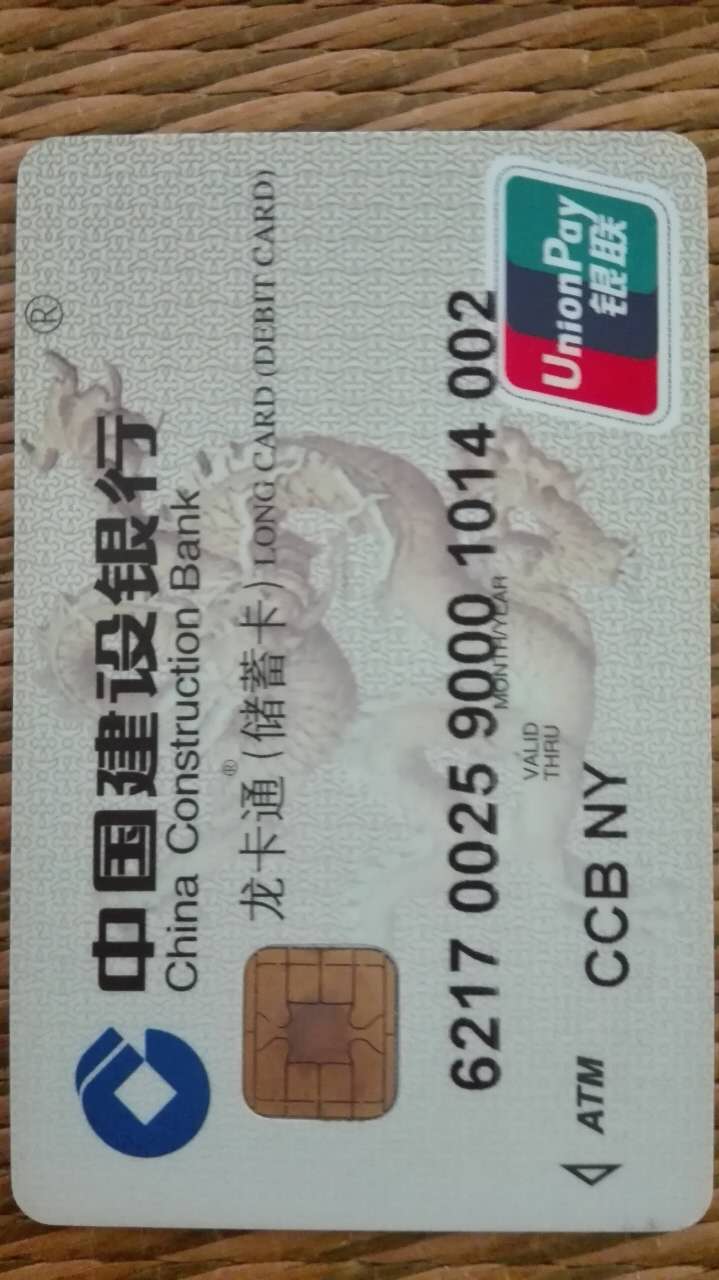 中国建设银行®
China Construction Bank
龙卡通®(储蓄卡) LONG CARD (DEBIT CARD)
6217 0025 9000 1014 002
MONTH/YEAR
VALID
THRU
CCB NY
ATM
UnionPay
银联